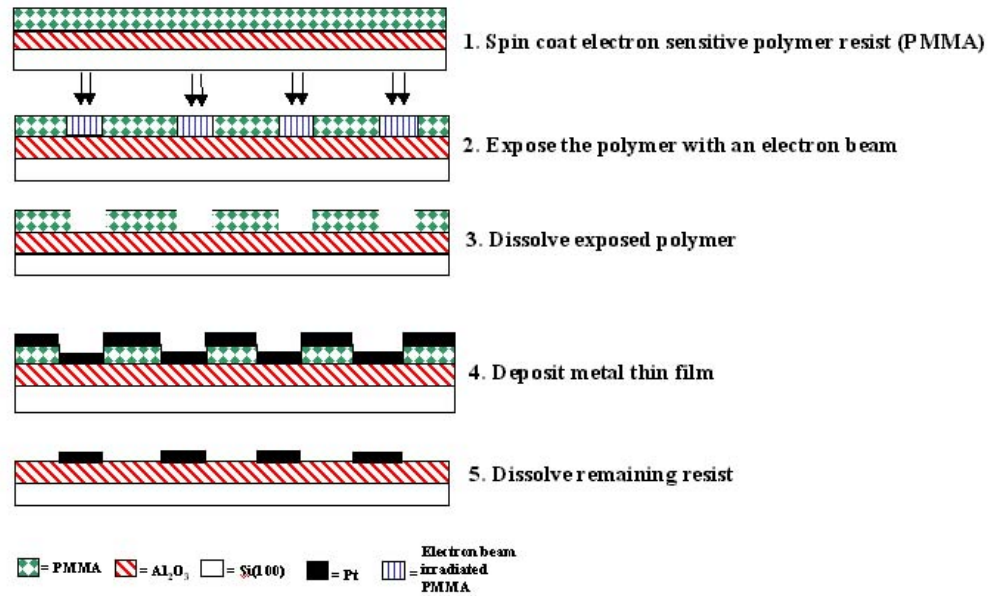 1. Spin coat electron sensitive polymer resist (PMMA)
2. Expose the polymer with an electron beam
3. Dissolve exposed polymer
4. Deposit metal thin film
5. Dissolve remaining resist
= PMMA = Al₂O₃ = Si(100) = Pt = Electron beam
irradiated
PMMA